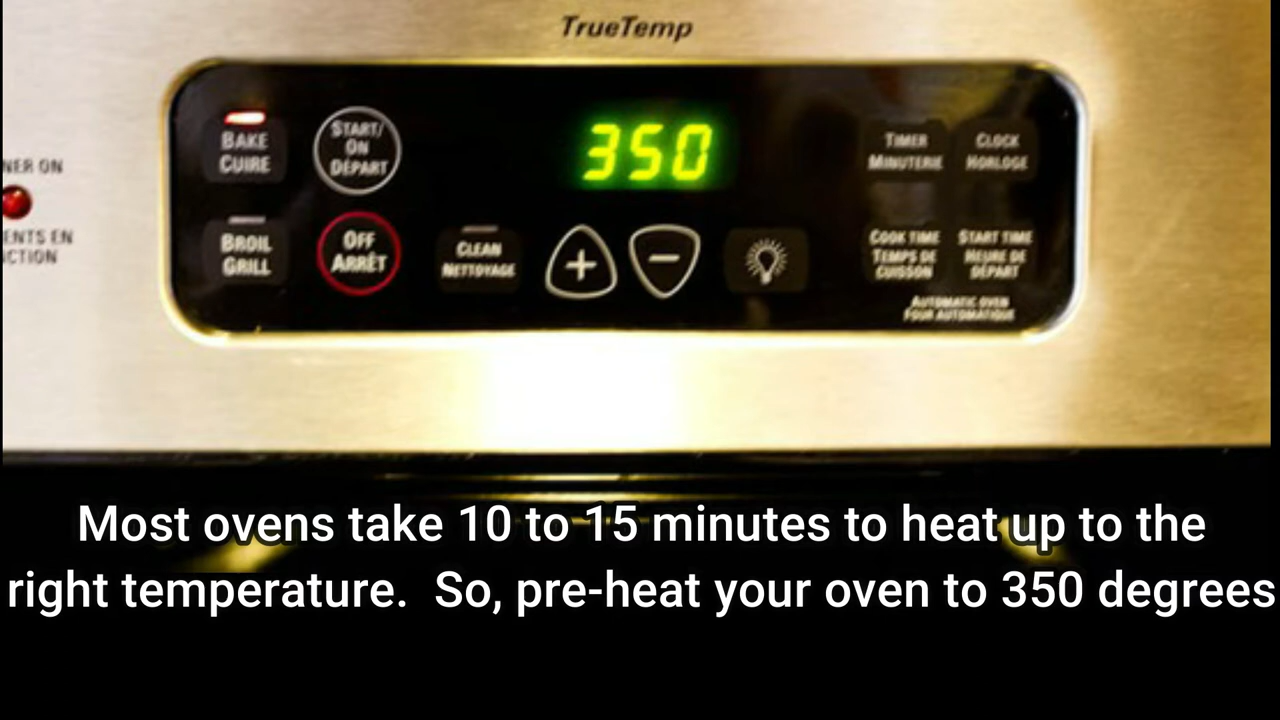 TrueTemp
BAKE
CUIRE
START/
ON
DÉPART
350
TIMER
MINUTERIE
CLOCK
HORLOGE
NER ON
ENTS EN
CTION
BROIL
GRILL
OFF
ARRÊT
CLEAN
NETTOYAGE
+
−
COOK TIME
TEMPS DE
CUISSON
START TIME
HEURE DE
DÉPART
AUTOMATIC OVEN
FOUR AUTOMATIQUE
Most ovens take 10 to 15 minutes to heat up to the
right temperature.  So, pre-heat your oven to 350 degrees